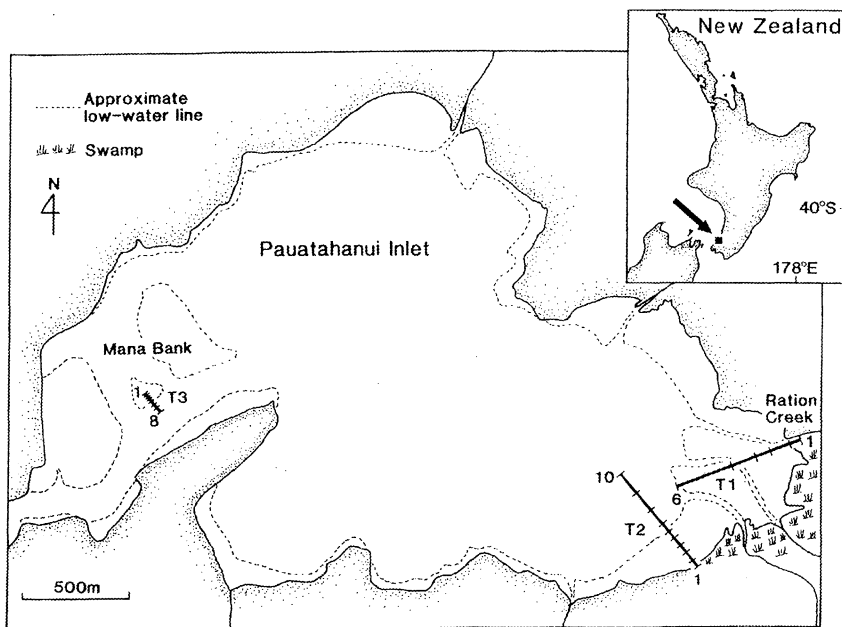 New Zealand
40°S
178°E
Approximate
low-water line
Swamp
N
Pauatahanui Inlet
Mana Bank
1
T3
8
Ration
Creek
1
T1
6
10
T2
1
500m